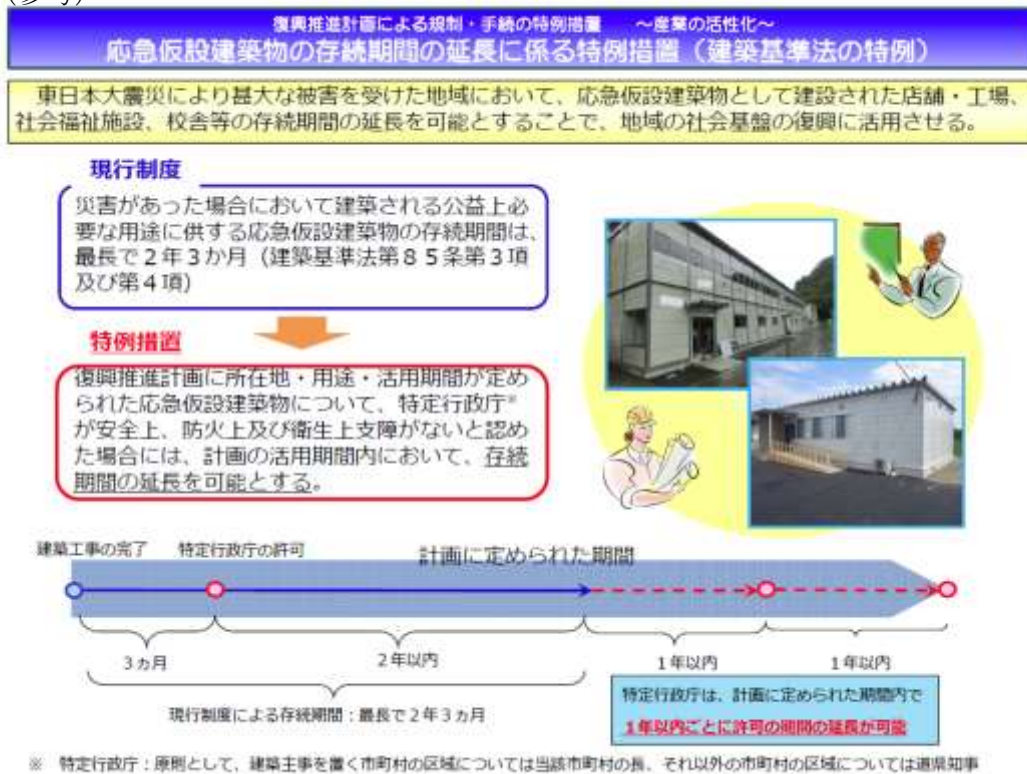 (参考)
復興推進計画による規制・手続の特例措置　～産業の活性化～
応急仮設建築物の存続期間の延長に係る特例措置（建築基準法の特例）
東日本大震災により甚大な被害を受けた地域において、応急仮設建築物として建設された店舗・工場、
社会福祉施設、校舎等の存続期間の延長を可能とすることで、地域の社会基盤の復興に活用させる。
現行制度
災害があった場合において建築される公益上必
要な用途に供する応急仮設建築物の存続期間は、
最長で２年３か月（建築基準法第８５条第３項
及び第４項）
特例措置
復興推進計画に所在地・用途・活用期間が定め
られた応急仮設建築物について、特定行政庁※
が安全上、防火上及び衛生上支障がないと認め
た場合には、計画の活用期間内において、存続
期間の延長を可能とする。
建築工事の完了　特定行政庁の許可　計画に定められた期間
３ヵ月　２年以内　１年以内　１年以内
現行制度による存続期間：最長で２年３ヵ月
特定行政庁は、計画に定められた期間内で
１年以内ごとに許可の期間の延長が可能
※　特定行政庁：原則として、建築主事を置く市町村の区域については当該市町村の長、それ以外の市町村の区域については道県知事